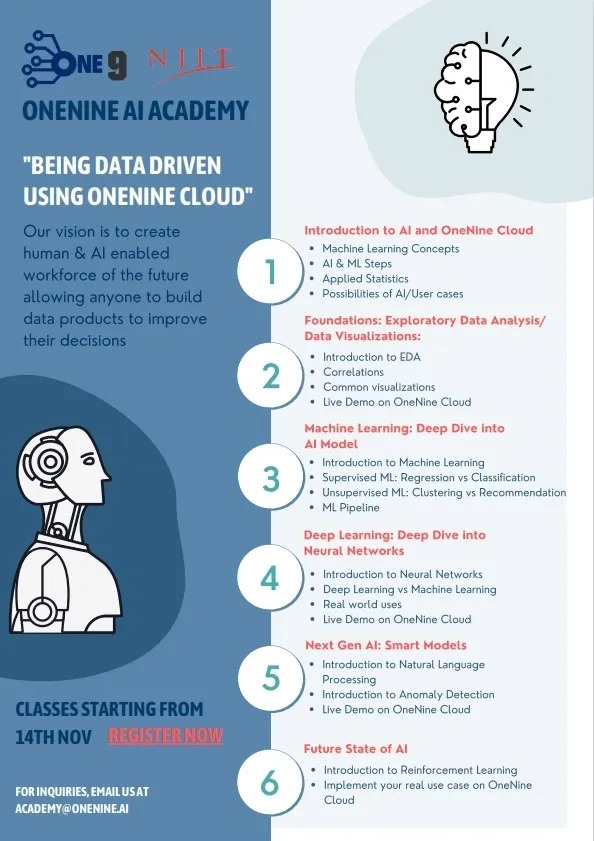 ONE 9 NIIT
ONENINE AI ACADEMY
"BEING DATA DRIVEN
USING ONENINE CLOUD"
Our vision is to create
human & AI enabled
workforce of the future
allowing anyone to build
data products to improve
their decisions
1
Introduction to AI and OneNine Cloud
• Machine Learning Concepts
• AI & ML Steps
• Applied Statistics
• Possibilities of AI/User cases
2
Foundations: Exploratory Data Analysis/
Data Visualizations:
• Introduction to EDA
• Correlations
• Common visualizations
• Live Demo on OneNine Cloud
3
Machine Learning: Deep Dive into
AI Model
• Introduction to Machine Learning
• Supervised ML: Regression vs Classification
• Unsupervised ML: Clustering vs Recommendation
• ML Pipeline
4
Deep Learning: Deep Dive into
Neural Networks
• Introduction to Neural Networks
• Deep Learning vs Machine Learning
• Real world uses
• Live Demo on OneNine Cloud
5
Next Gen AI: Smart Models
• Introduction to Natural Language
Processing
• Introduction to Anomaly Detection
• Live Demo on OneNine Cloud
6
Future State of AI
• Introduction to Reinforcement Learning
• Implement your real use case on OneNine
Cloud
CLASSES STARTING FROM
14TH NOV REGISTER NOW
FOR INQUIRIES, EMAIL US AT
ACADEMY@ONENINE.AI